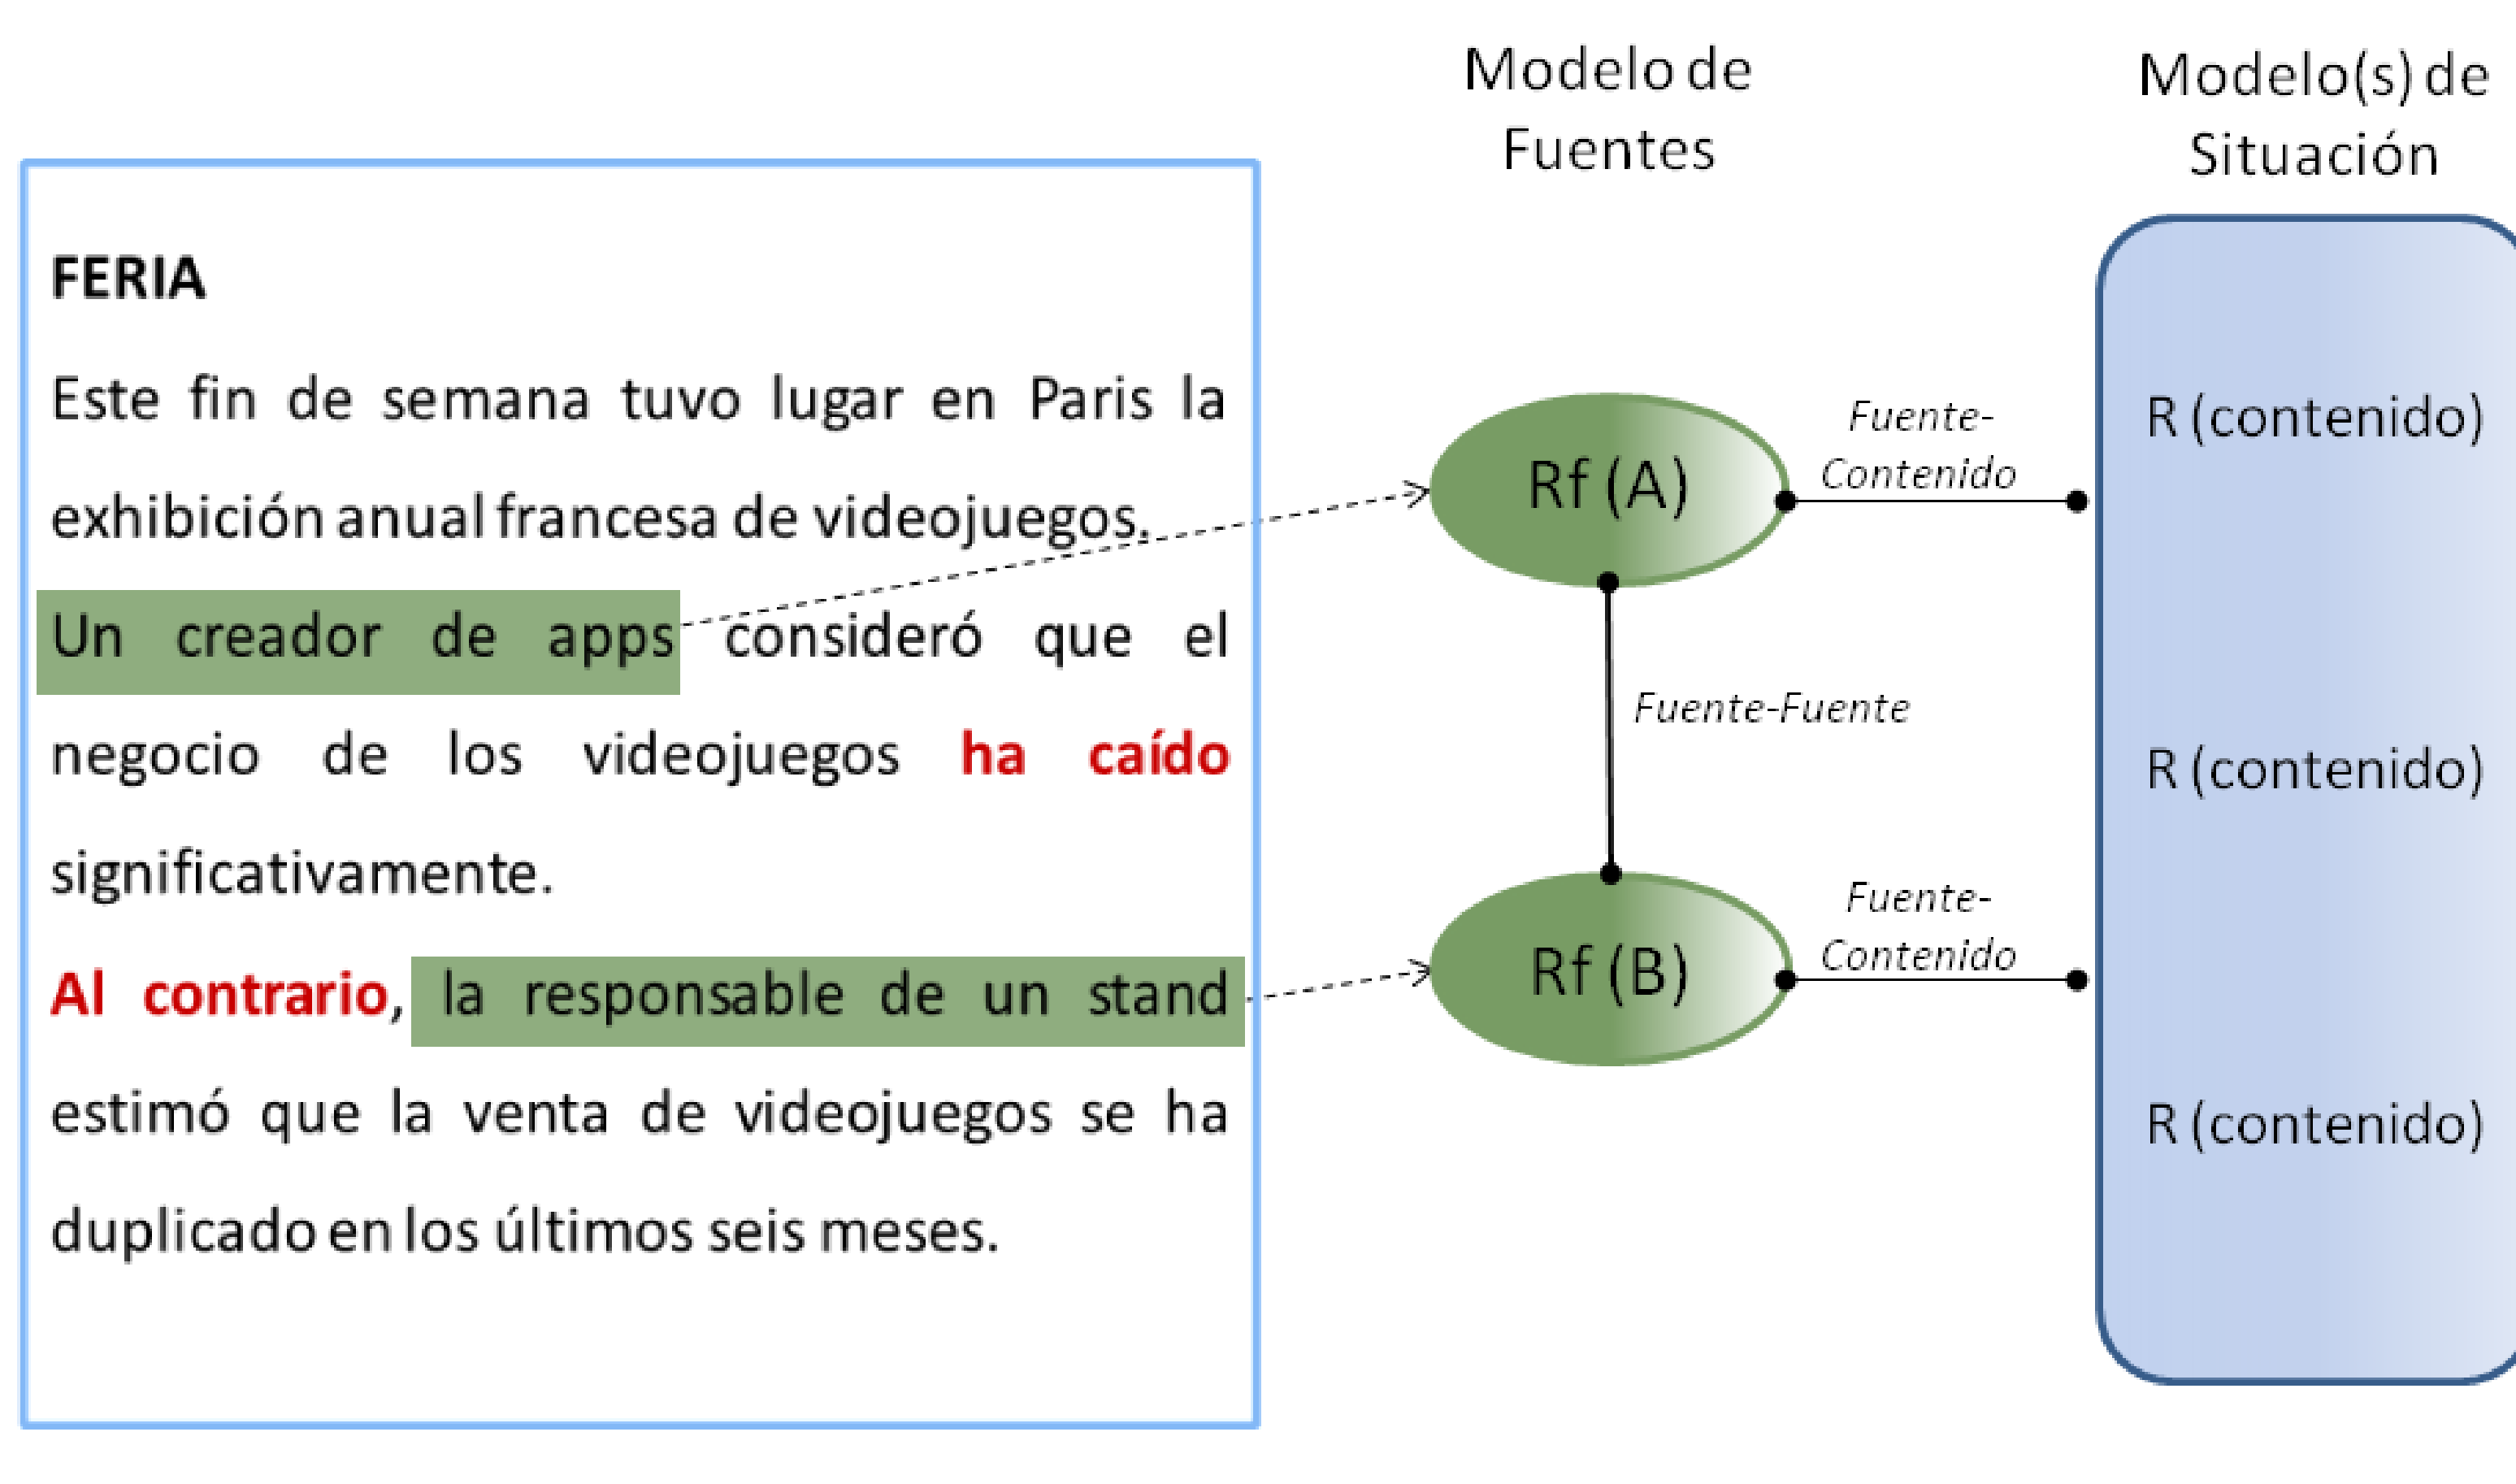 FERIA
Este fin de semana tuvo lugar en Paris la
exhibición anual francesa de videojuegos.
Un creador de apps consideró que el
negocio de los videojuegos ha caído
significativamente.
Al contrario, la responsable de un stand
estimó que la venta de videojuegos se ha
duplicado en los últimos seis meses.
Modelo de
Fuentes
Rf (A)
Fuente-
Contenido
Fuente-Fuente
Rf (B)
Fuente-
Contenido
Modelo(s) de
Situación
R (contenido)
R (contenido)
R (contenido)